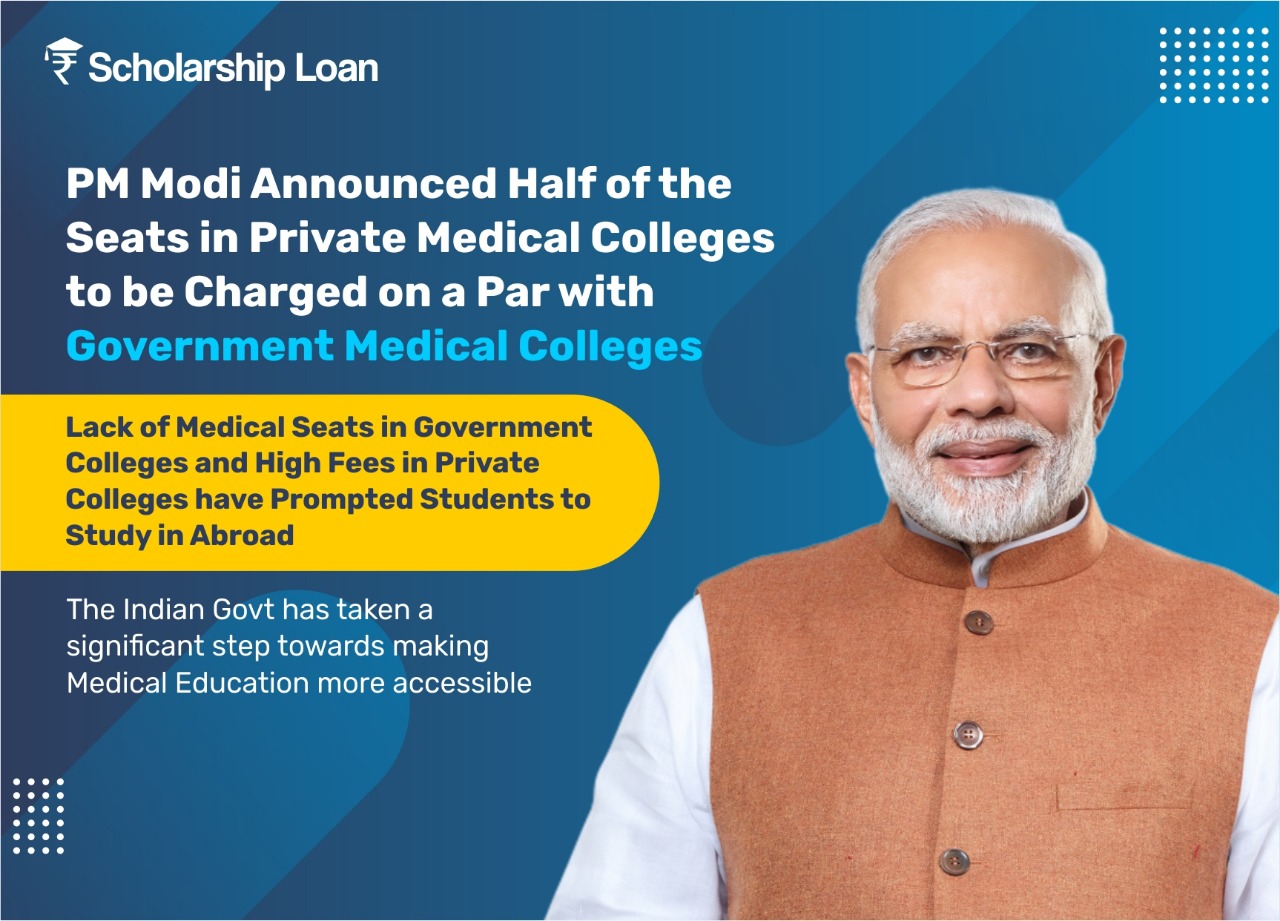 Scholarship Loan
PM Modi Announced Half of the
Seats in Private Medical Colleges
to be Charged on a Par with
Government Medical Colleges
Lack of Medical Seats in Government
Colleges and High Fees in Private
Colleges have Prompted Students to
Study in Abroad
The Indian Govt has taken a
significant step towards making
Medical Education more accessible